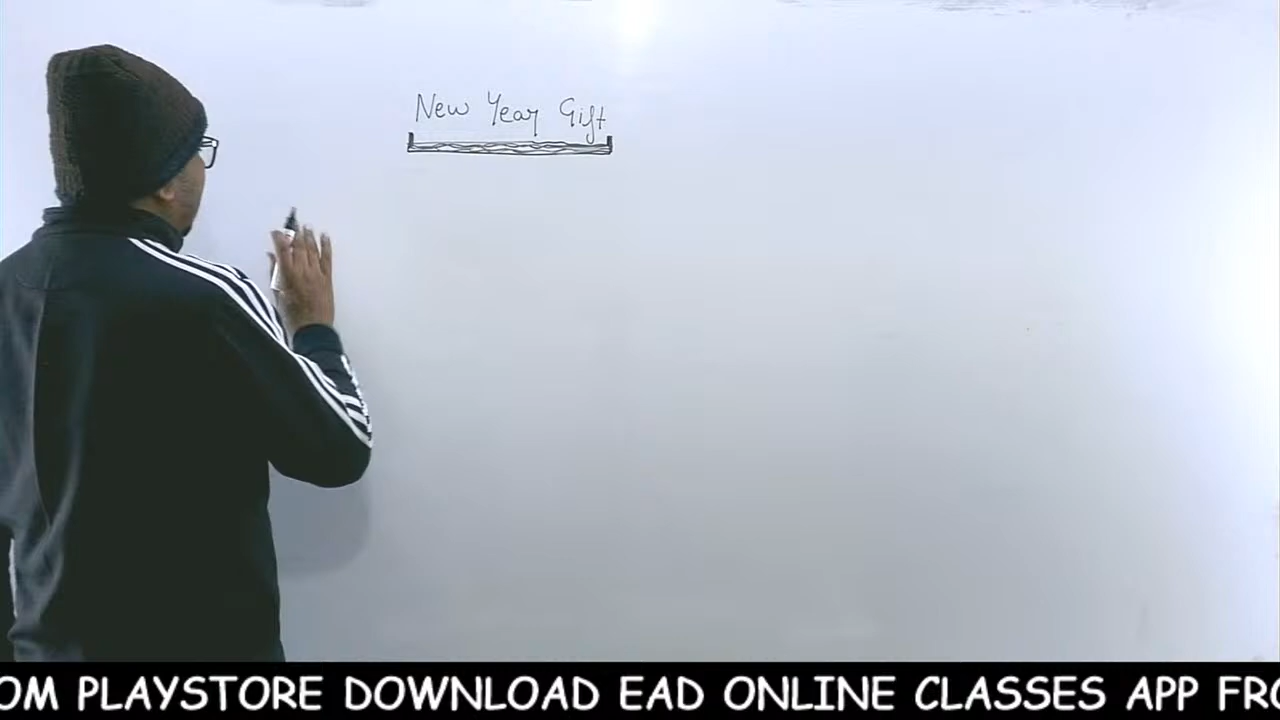 New Year Gift
OM PLAYSTORE DOWNLOAD EAD ONLINE CLASSES APP FRO